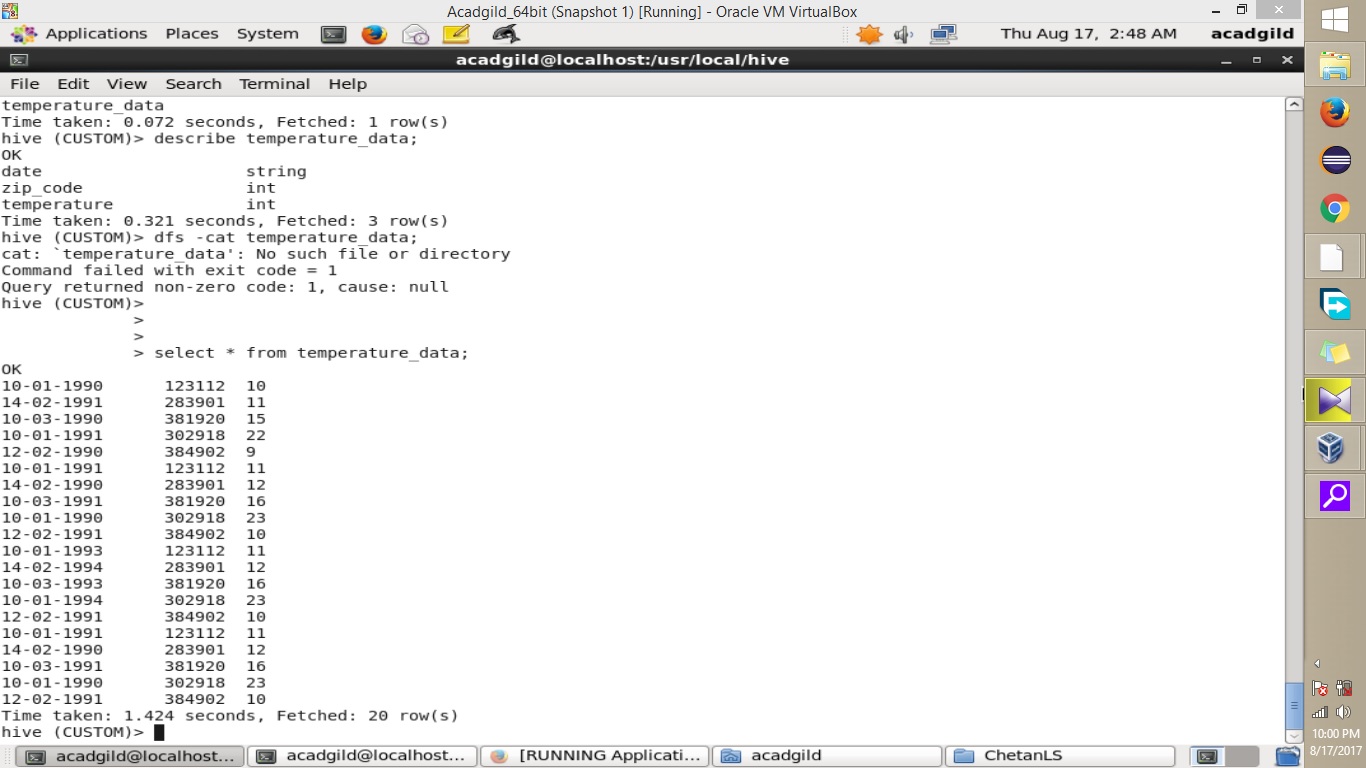 Acadgild_64bit (Snapshot 1) [Running] - Oracle VM VirtualBox
Applications Places System Thu Aug 17, 2:48 AM acadgild
acadgild@localhost:/usr/local/hive
File Edit View Search Terminal Help
temperature_data
Time taken: 0.072 seconds, Fetched: 1 row(s)
hive (CUSTOM)> describe temperature_data;
OK
date string
zip_code int
temperature int
Time taken: 0.321 seconds, Fetched: 3 row(s)
hive (CUSTOM)> dfs -cat temperature_data;
cat: `temperature_data': No such file or directory
Command failed with exit code = 1
Query returned non-zero code: 1, cause: null
hive (CUSTOM)>
>
>
> select * from temperature_data;
OK
10-01-1990 123112 10
14-02-1991 283901 11
10-03-1990 381920 15
10-01-1991 302918 22
12-02-1990 384902 9
10-01-1991 123112 11
14-02-1990 283901 12
10-03-1991 381920 16
10-01-1990 302918 23
12-02-1991 384902 10
10-01-1993 123112 11
14-02-1994 283901 12
10-03-1993 381920 16
10-01-1994 302918 23
12-02-1991 384902 10
10-01-1991 123112 11
14-02-1990 283901 12
10-03-1991 381920 16
10-01-1990 302918 23
12-02-1991 384902 10
Time taken: 1.424 seconds, Fetched: 20 row(s)
hive (CUSTOM)>
acadgild@localhost... acadgild@localhost... [RUNNING Applicati... acadgild ChetanLS
10:00 PM
8/17/2017